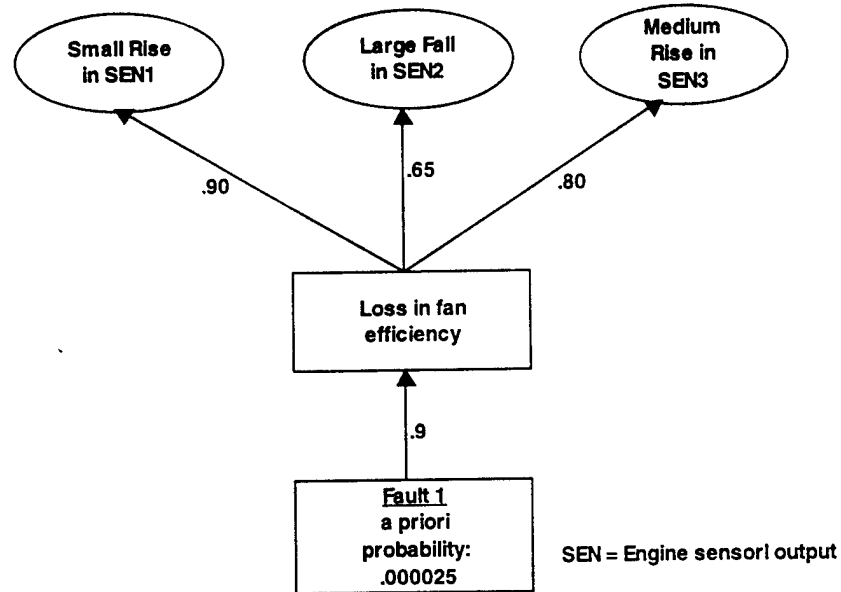 Small Rise
in SEN1
Large Fall
in SEN2
Medium
Rise in
SEN3
.90
.65
.80
Loss in fan
efficiency
.9
Fault 1
a priori
probability:
.000025
SEN = Engine sensorl output